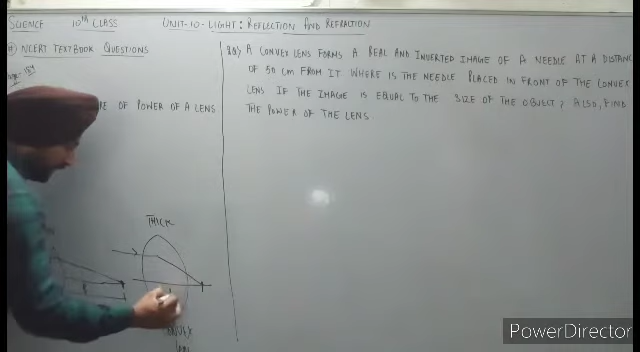 SCIENCE 10th CLASS UNIT-10-LIGHT: REFLECTION AND REFRACTION
#) NCERT TEXTBOOK QUESTIONS
OF POWER OF A LENS
THICK
LENS
A CONVEX LENS FORMS A REAL AND INVERTED IMAGE OF A NEEDLE AT A DISTAN
OF 50 CM FROM IT WHERE IS THE NEEDLE PLACED IN FRONT OF THE CONVEX
LENS IF THE IMAGE IS EQUAL TO THE SIZE OF THE OBJECT? ALSO, FIND
THE POWER OF THE LENS.
PowerDirector